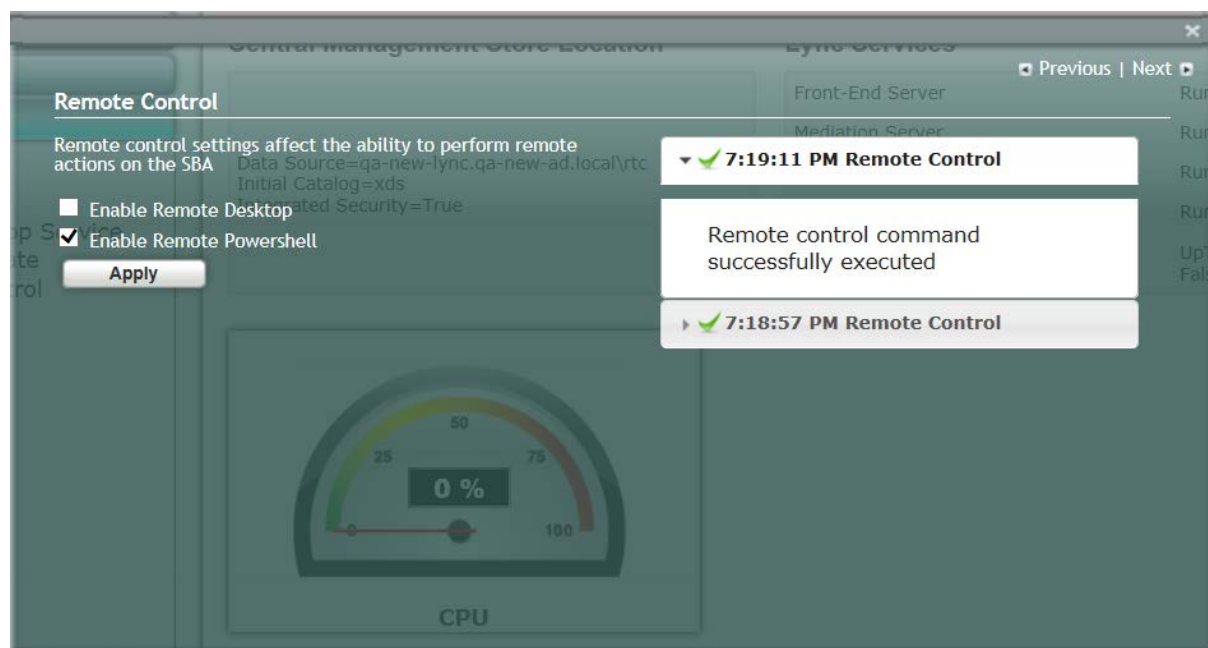 Central Management Store Location
Lync Services
Previous | Next
Remote Control
Front-End Server
Mediation Server
Remote control settings affect the ability to perform remote
actions on the SBA
Data Source=qa-new-lync.qa-new-ad.local\rtc
Initial Catalog=xds
Integrated Security=True
Enable Remote Desktop
Enable Remote Powershell
Apply
7:19:11 PM Remote Control
Remote control command
successfully executed
7:18:57 PM Remote Control
0
25
50
75
100
0 %
CPU